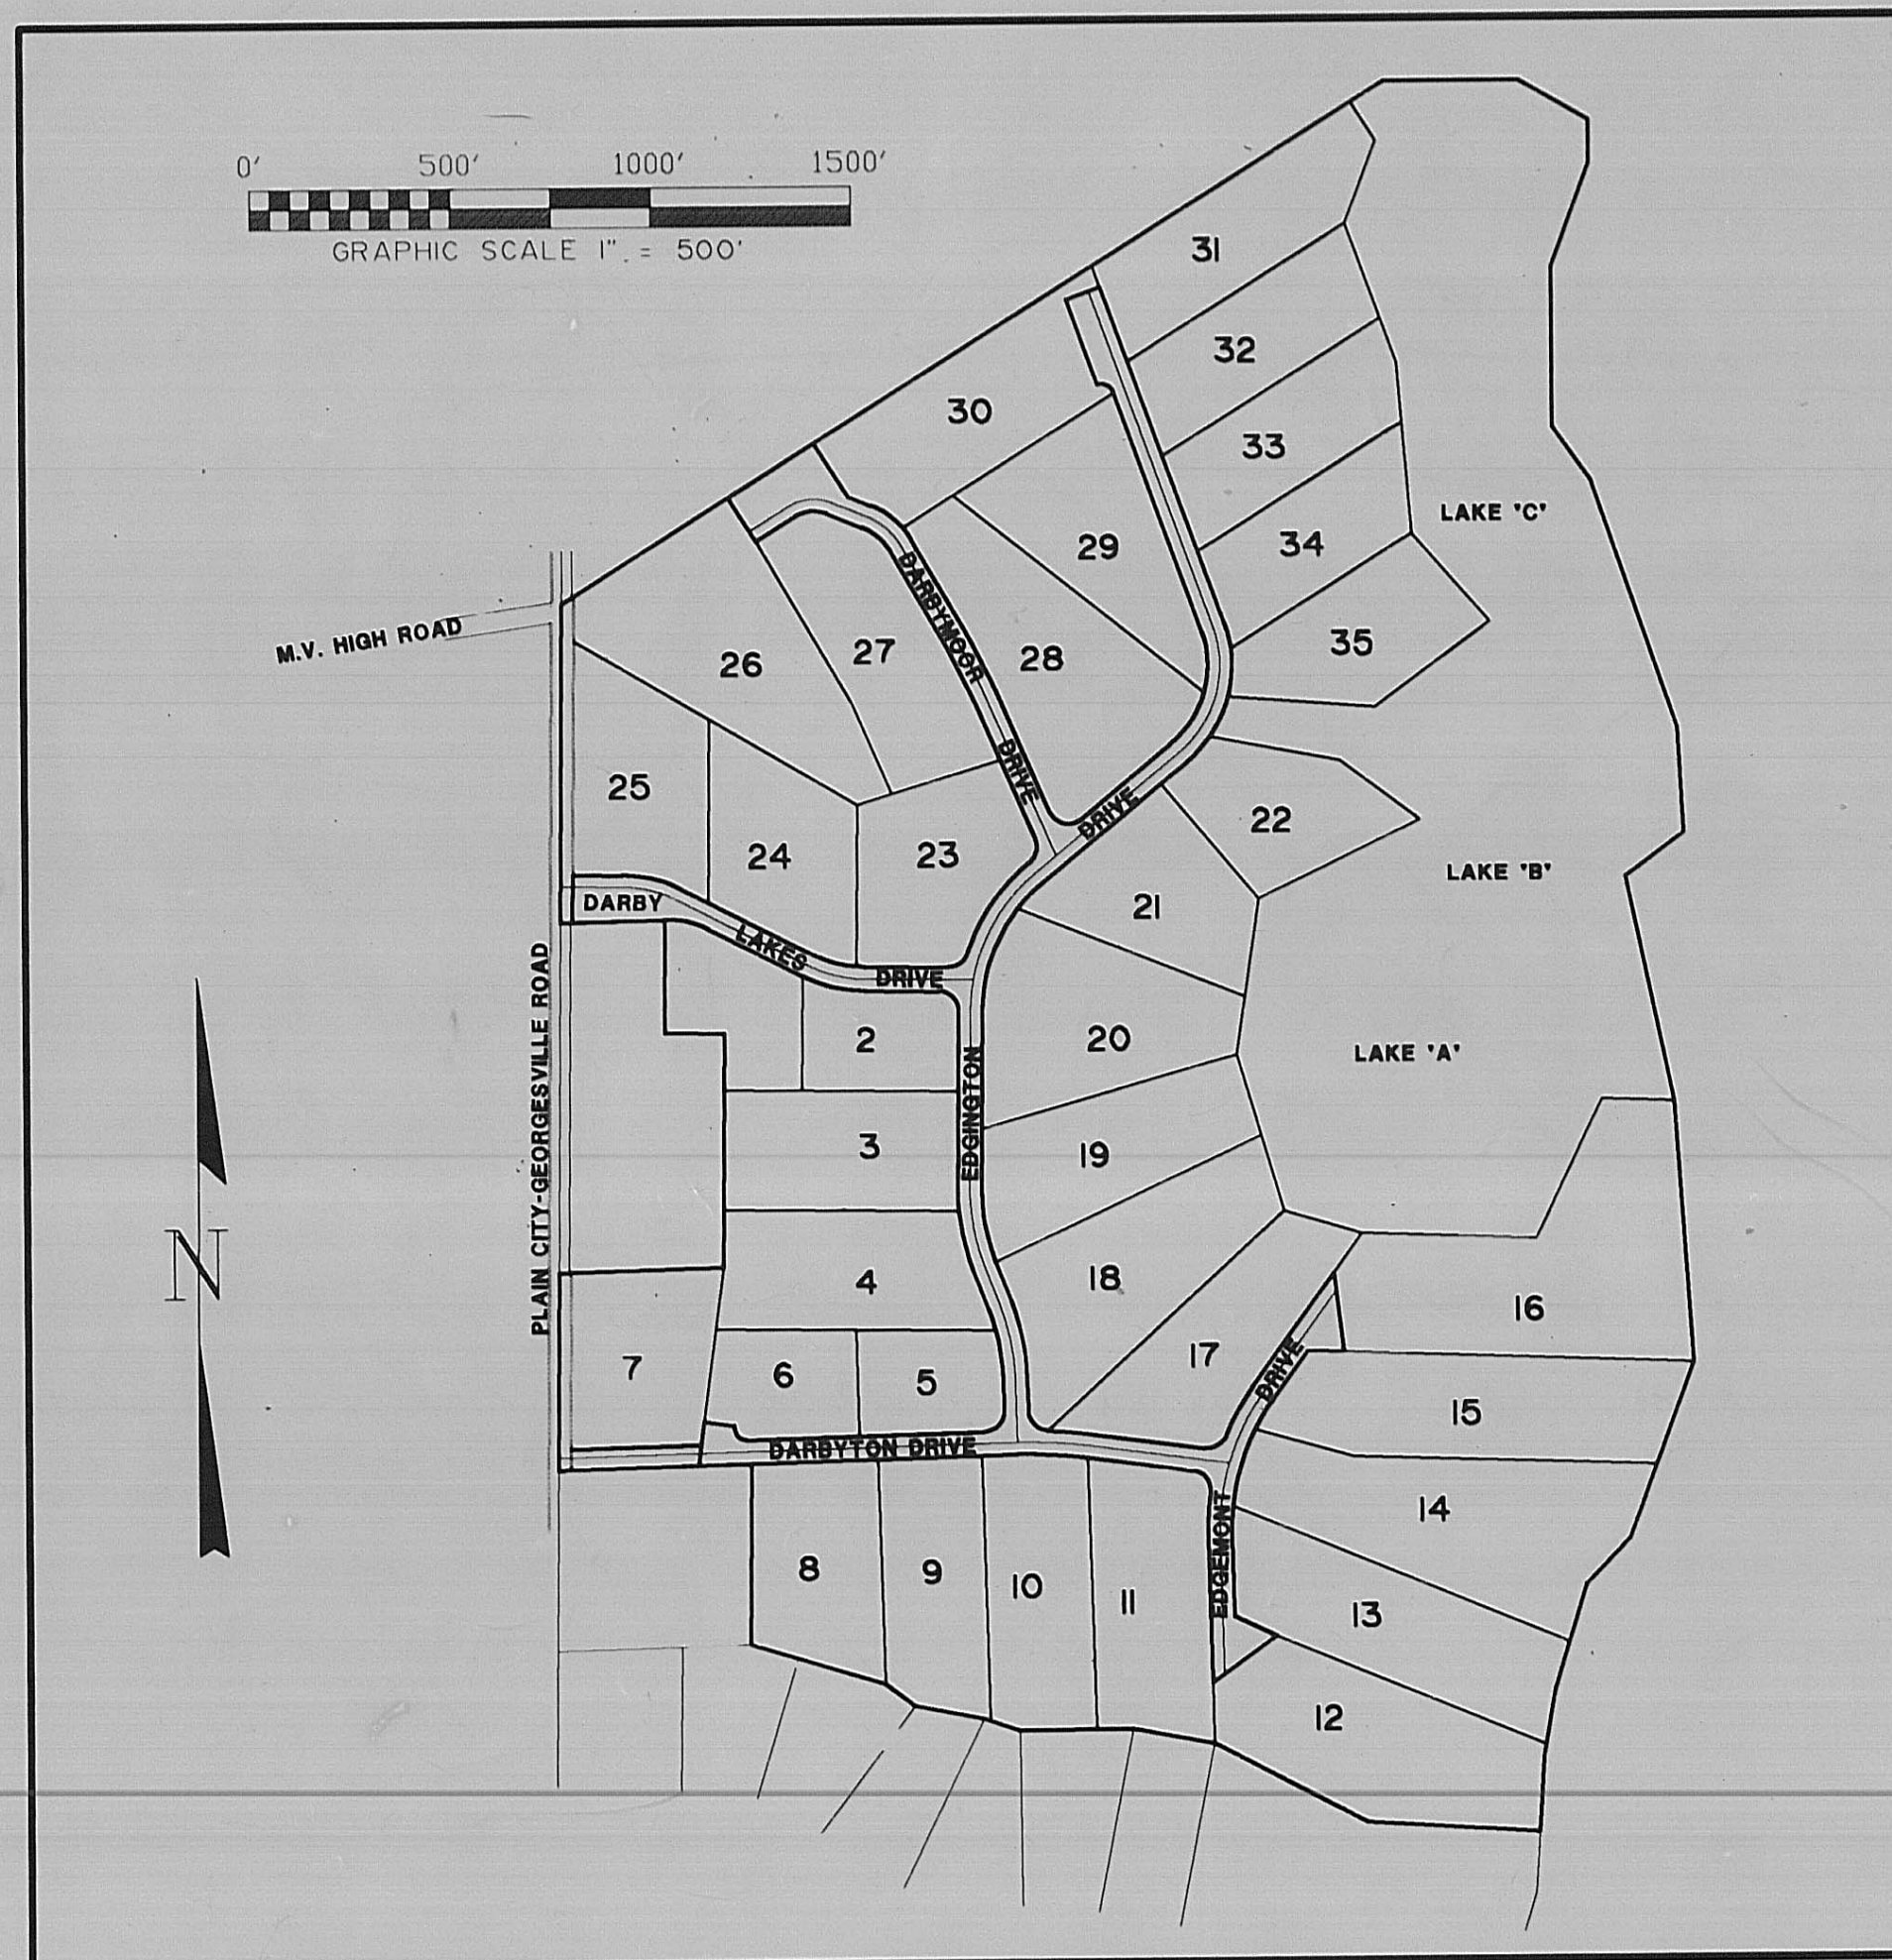 0' 500' 1000' 1500'
GRAPHIC SCALE 1". = 500'
31
32
30
33
LAKE 'C'
34
29
DARBYMOOR DRIVE
M.V. HIGH ROAD
35
27
28
26
25
DRIVE
22
24
23
LAKE 'B'
DARBY LAKES DRIVE
21
PLAIN CITY-GEORGESVILLE ROAD
2
20
LAKE 'A'
EDGINGTON
3
19
N
4
18
16
7
6
5
17
DRIVE
15
DARBYTON DRIVE
14
EDGEMONT
8
9
10
11
13
12